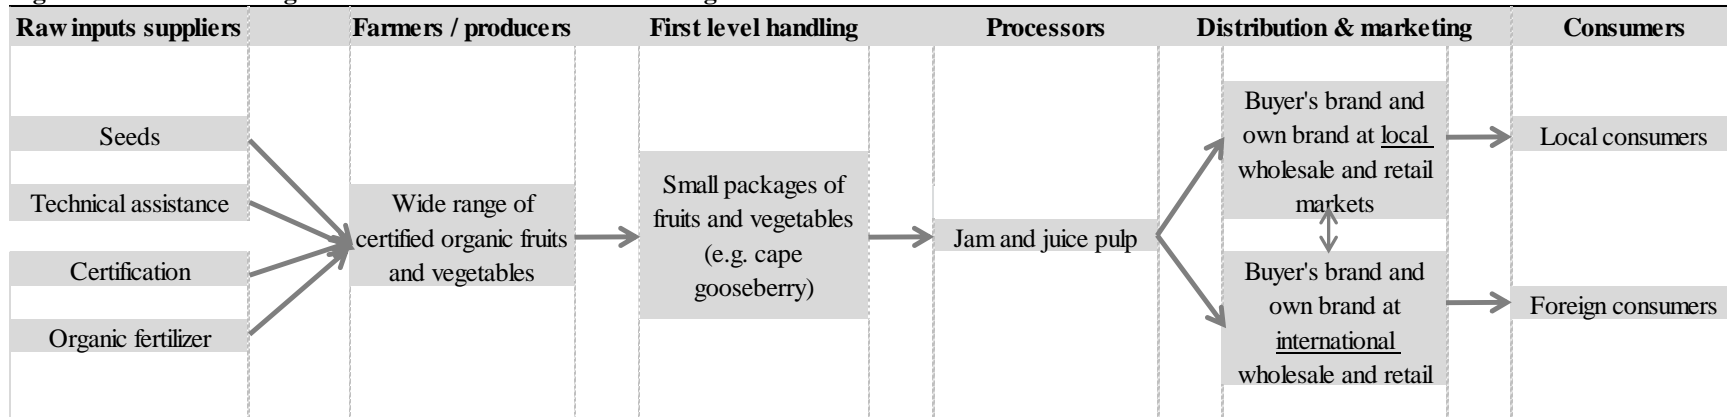 Raw inputs suppliers Farmers / producers First level handling Processors Distribution & marketing Consumers
Seeds
Technical assistance
Certification
Organic fertilizer
Wide range of
certified organic fruits
and vegetables
Small packages of
fruits and vegetables
(e.g. cape
gooseberry)
Jam and juice pulp
Buyer's brand and
own brand at local
wholesale and retail
markets
Buyer's brand and
own brand at
international
wholesale and retail
Local consumers
Foreign consumers